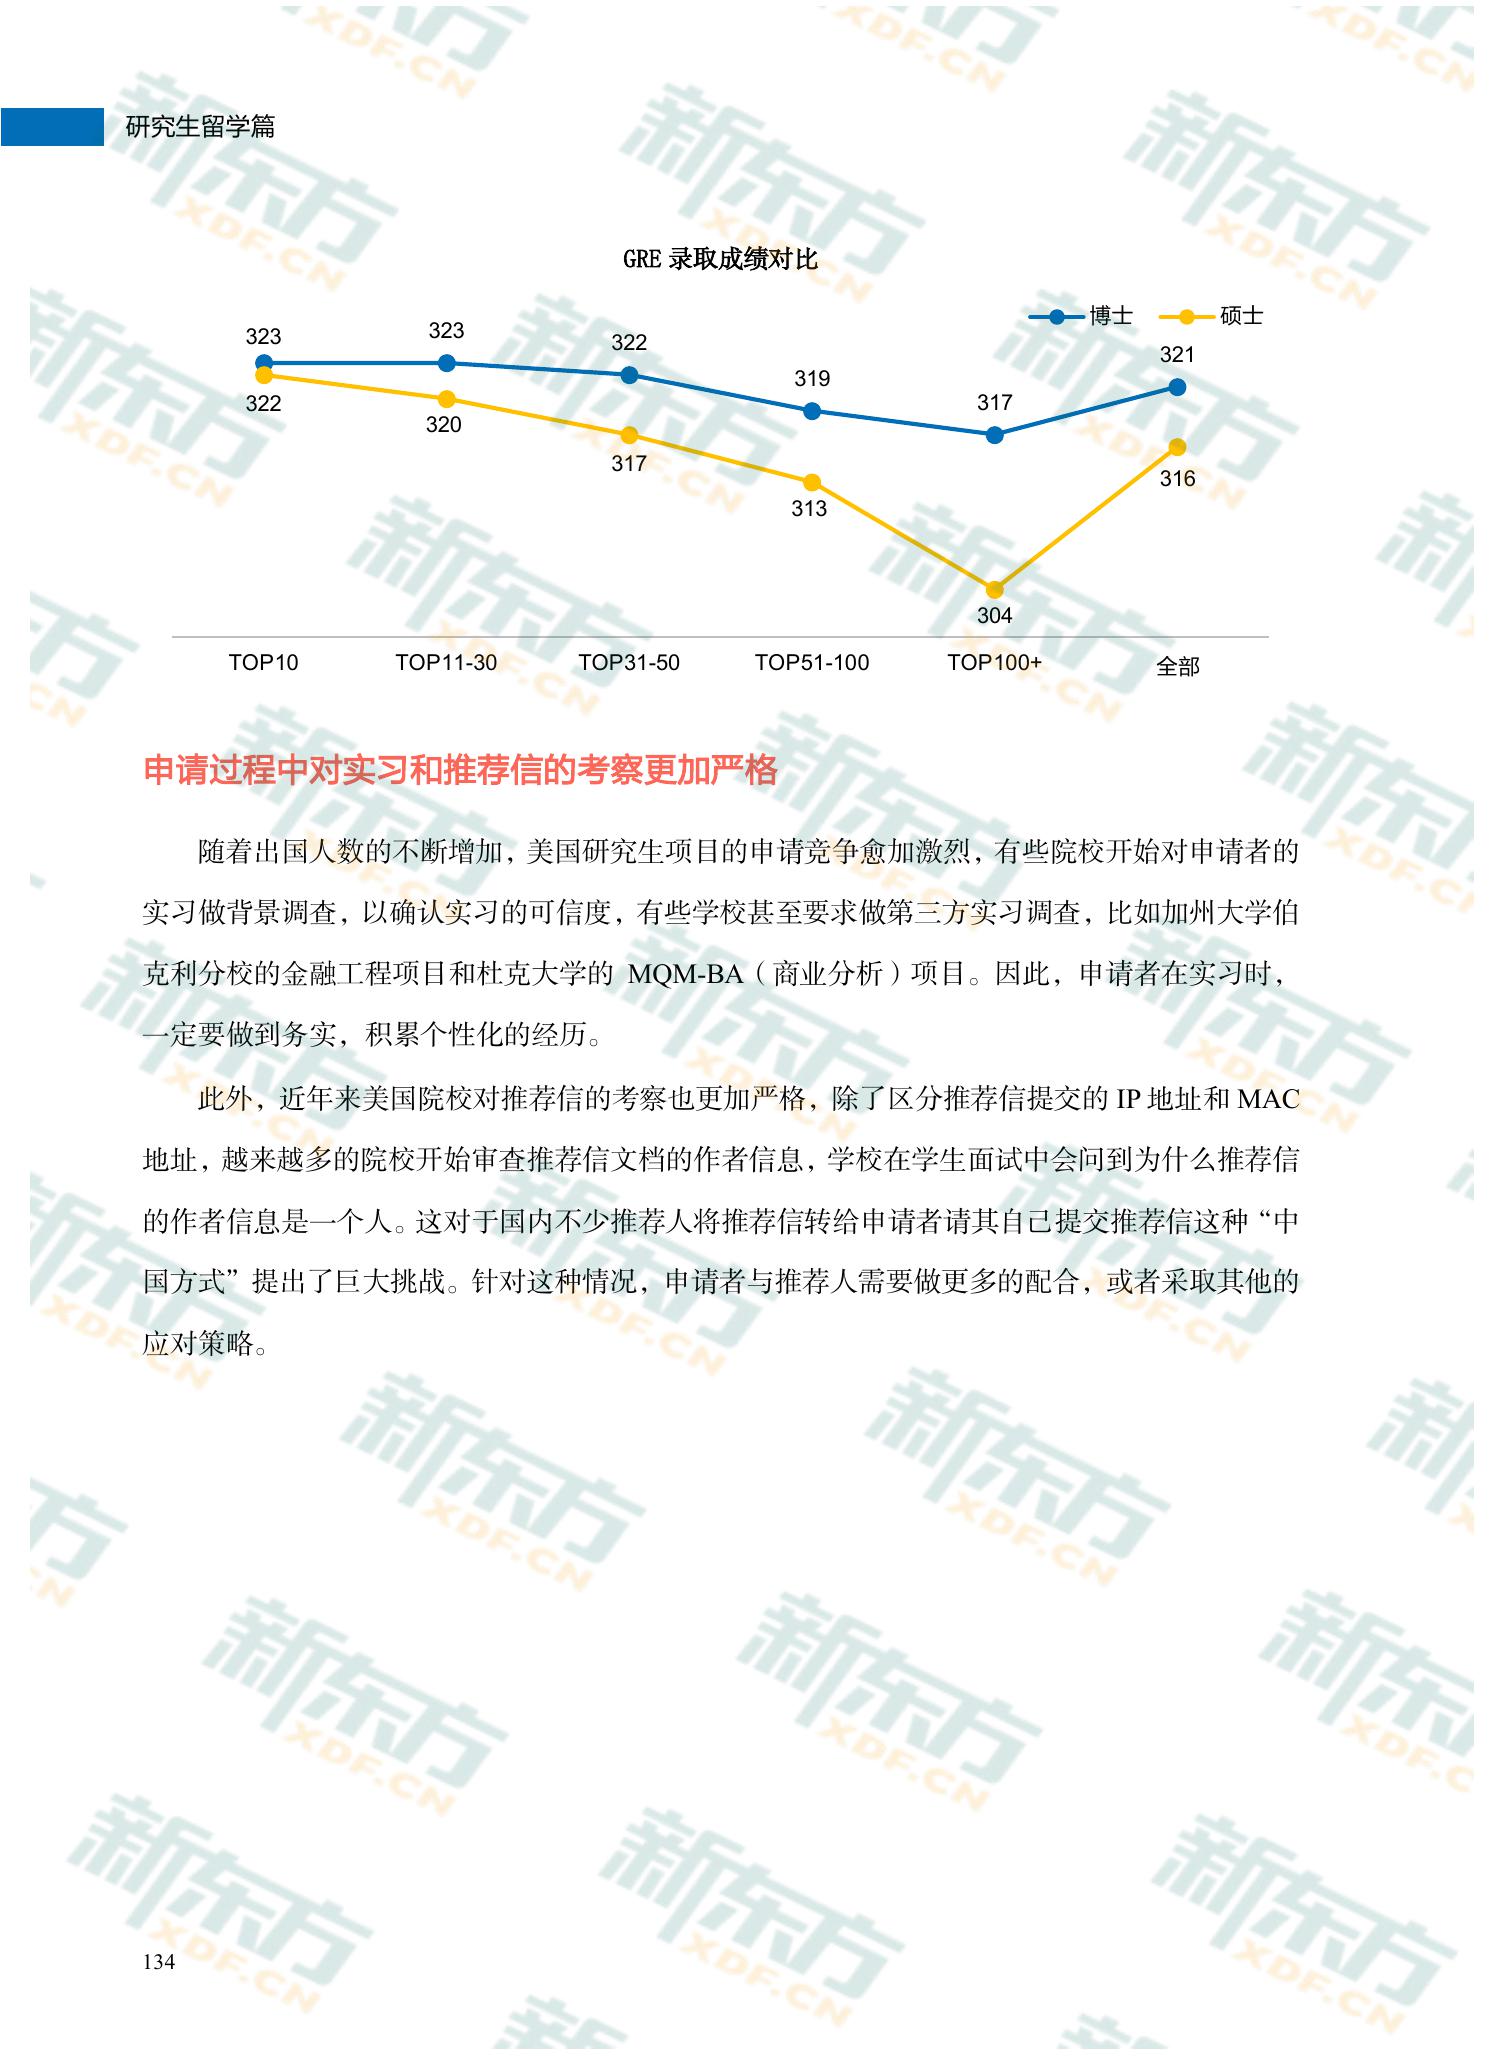 研究生留学篇
GRE 录取成绩对比
博士 硕士
323 323 322 319 317 321
322 320 317 313 304 316
TOP10 TOP11-30 TOP31-50 TOP51-100 TOP100+ 全部
申请过程中对实习和推荐信的考察更加严格
随着出国人数的不断增加，美国研究生项目的申请竞争愈加激烈，有些院校开始对申请者的
实习做背景调查，以确认实习的可信度，有些学校甚至要求做第三方实习调查，比如加州大学伯
克利分校的金融工程项目和杜克大学的 MQM-BA（商业分析）项目。因此，申请者在实习时，
一定要做到务实，积累个性化的经历。
此外，近年来美国院校对推荐信的考察也更加严格，除了区分推荐信提交的 IP 地址和 MAC
地址，越来越多的院校开始审查推荐信文档的作者信息，学校在学生面试中会问到为什么推荐信
的作者信息是一个人。这对于国内不少推荐人将推荐信转给申请者请其自己提交推荐信这种“中
国方式”提出了巨大挑战。针对这种情况，申请者与推荐人需要做更多的配合，或者采取其他的
应对策略。
134
新东方
XDF.CN